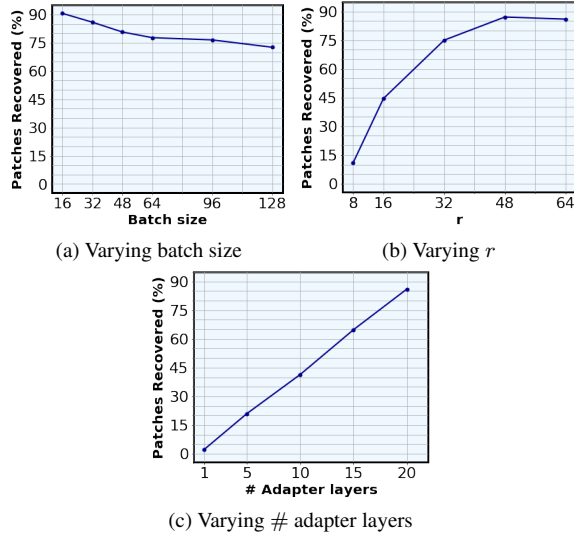 Patches Recovered (%)
90
75
60
45
30
15
0
16 32 48 64 96 128
Batch size
(a) Varying batch size
Patches Recovered (%)
90
75
60
45
30
15
0
8 16 32 48 64
r
(b) Varying r
Patches Recovered (%)
90
75
60
45
30
15
0
1 5 10 15 20
# Adapter layers
(c) Varying # adapter layers